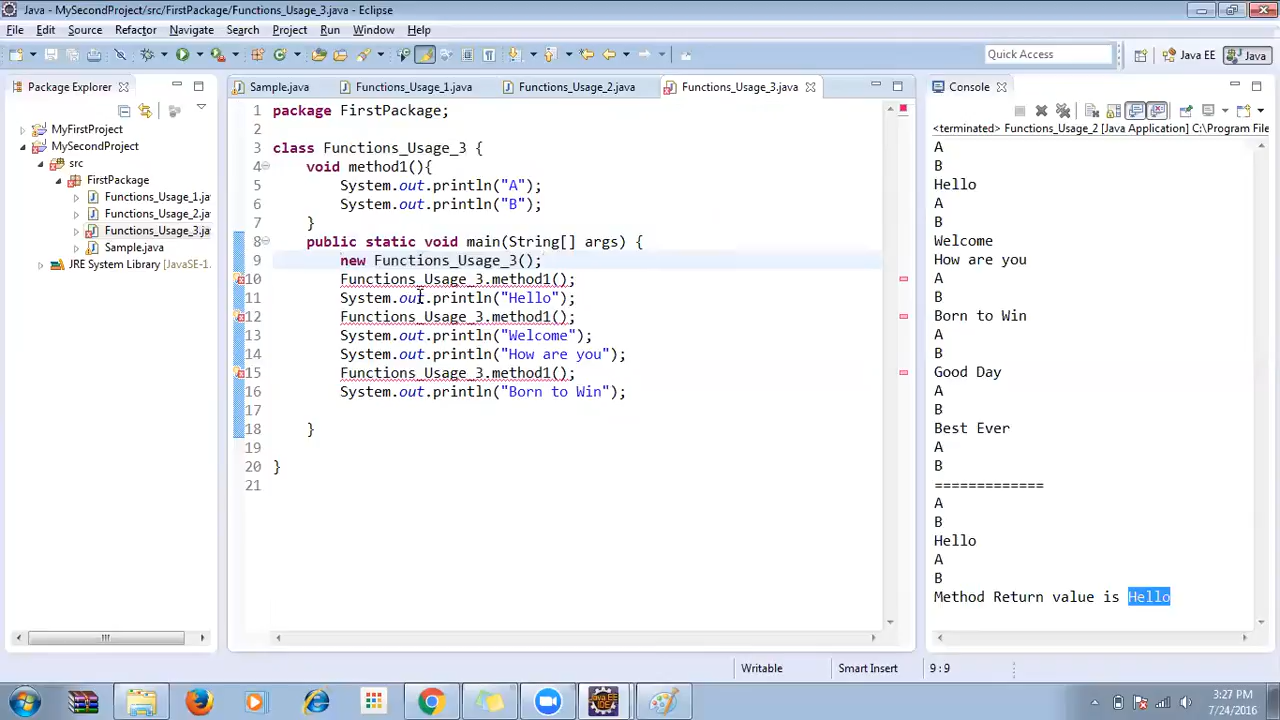 Java - MySecondProject/src/FirstPackage/Functions_Usage_3.java - Eclipse
File Edit Source Refactor Navigate Search Project Run Window Help
Quick Access
Java EE
Java
Package Explorer
MyFirstProject
MySecondProject
src
FirstPackage
Functions_Usage_1.ja
Functions_Usage_2.ja
Functions_Usage_3.ja
Sample.java
JRE System Library [JavaSE-1.
Sample.java Functions_Usage_1.java Functions_Usage_2.java Functions_Usage_3.java
1 package FirstPackage;
2
3 class Functions_Usage_3 {
4 void method1(){
5 System.out.println("A");
6 System.out.println("B");
7 }
8 public static void main(String[] args) {
9 new Functions_Usage_3();
10 Functions_Usage_3.method1();
11 System.out.println("Hello");
12 Functions_Usage_3.method1();
13 System.out.println("Welcome");
14 System.out.println("How are you");
15 Functions_Usage_3.method1();
16 System.out.println("Born to Win");
17
18 }
19
20 }
21
Console
<terminated> Functions_Usage_2 [Java Application] C:\Program File
A
B
Hello
A
B
Welcome
How are you
A
B
Born to Win
A
B
Good Day
A
B
Best Ever
A
B
=============
A
B
Hello
A
B
Method Return value is Hello
Writable Smart Insert 9 : 9
3:27 PM
7/24/2016